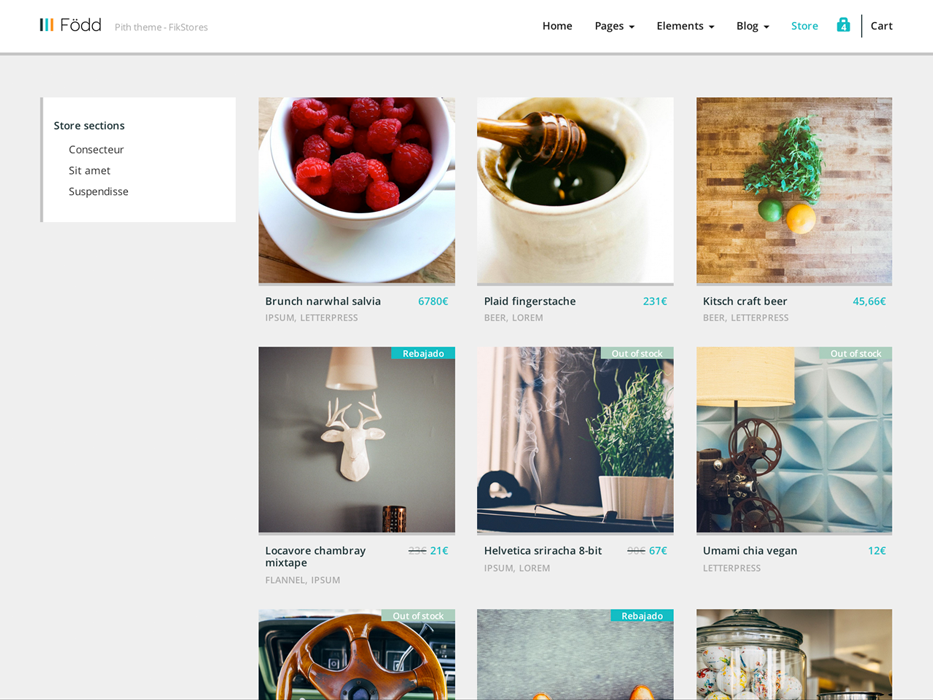 Född
Pith theme - FikStores
Home
Pages
Elements
Blog
Store
4
Cart
Store sections
Consecteur
Sit amet
Suspendisse
Brunch narwhal salvia 6780€
IPSUM, LETTERPRESS
Plaid fingerstache 231€
BEER, LOREM
Kitsch craft beer 45,66€
BEER, LETTERPRESS
Rebajado
Locavore chambray
mixtape
23€ 21€
FLANNEL, IPSUM
Out of stock
Helvetica sriracha 8-bit 90€ 67€
IPSUM, LOREM
Out of stock
Umami chia vegan 12€
LETTERPRESS
Out of stock
Rebajado